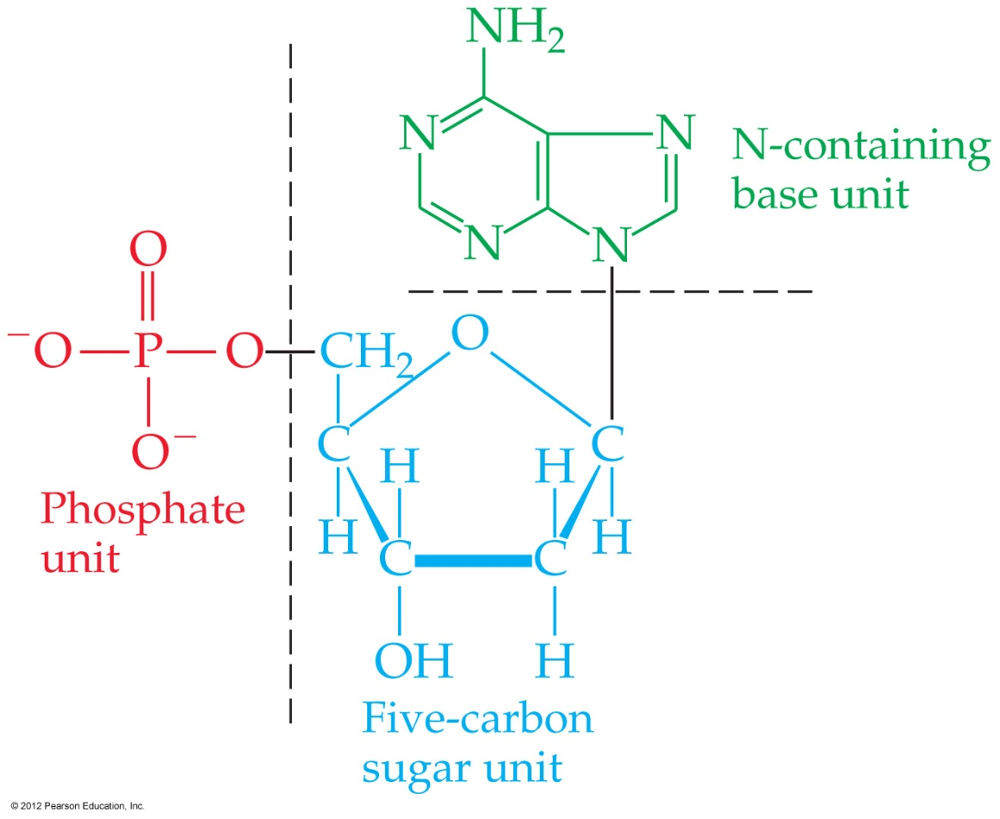 NH₂
N
N
N-containing
base unit
N
N
O
⁻O
P
O
CH₂
O
O⁻
C
H
H
C
Phosphate
unit
H
C
C
H
OH
H
Five-carbon
sugar unit
© 2012 Pearson Education, Inc.